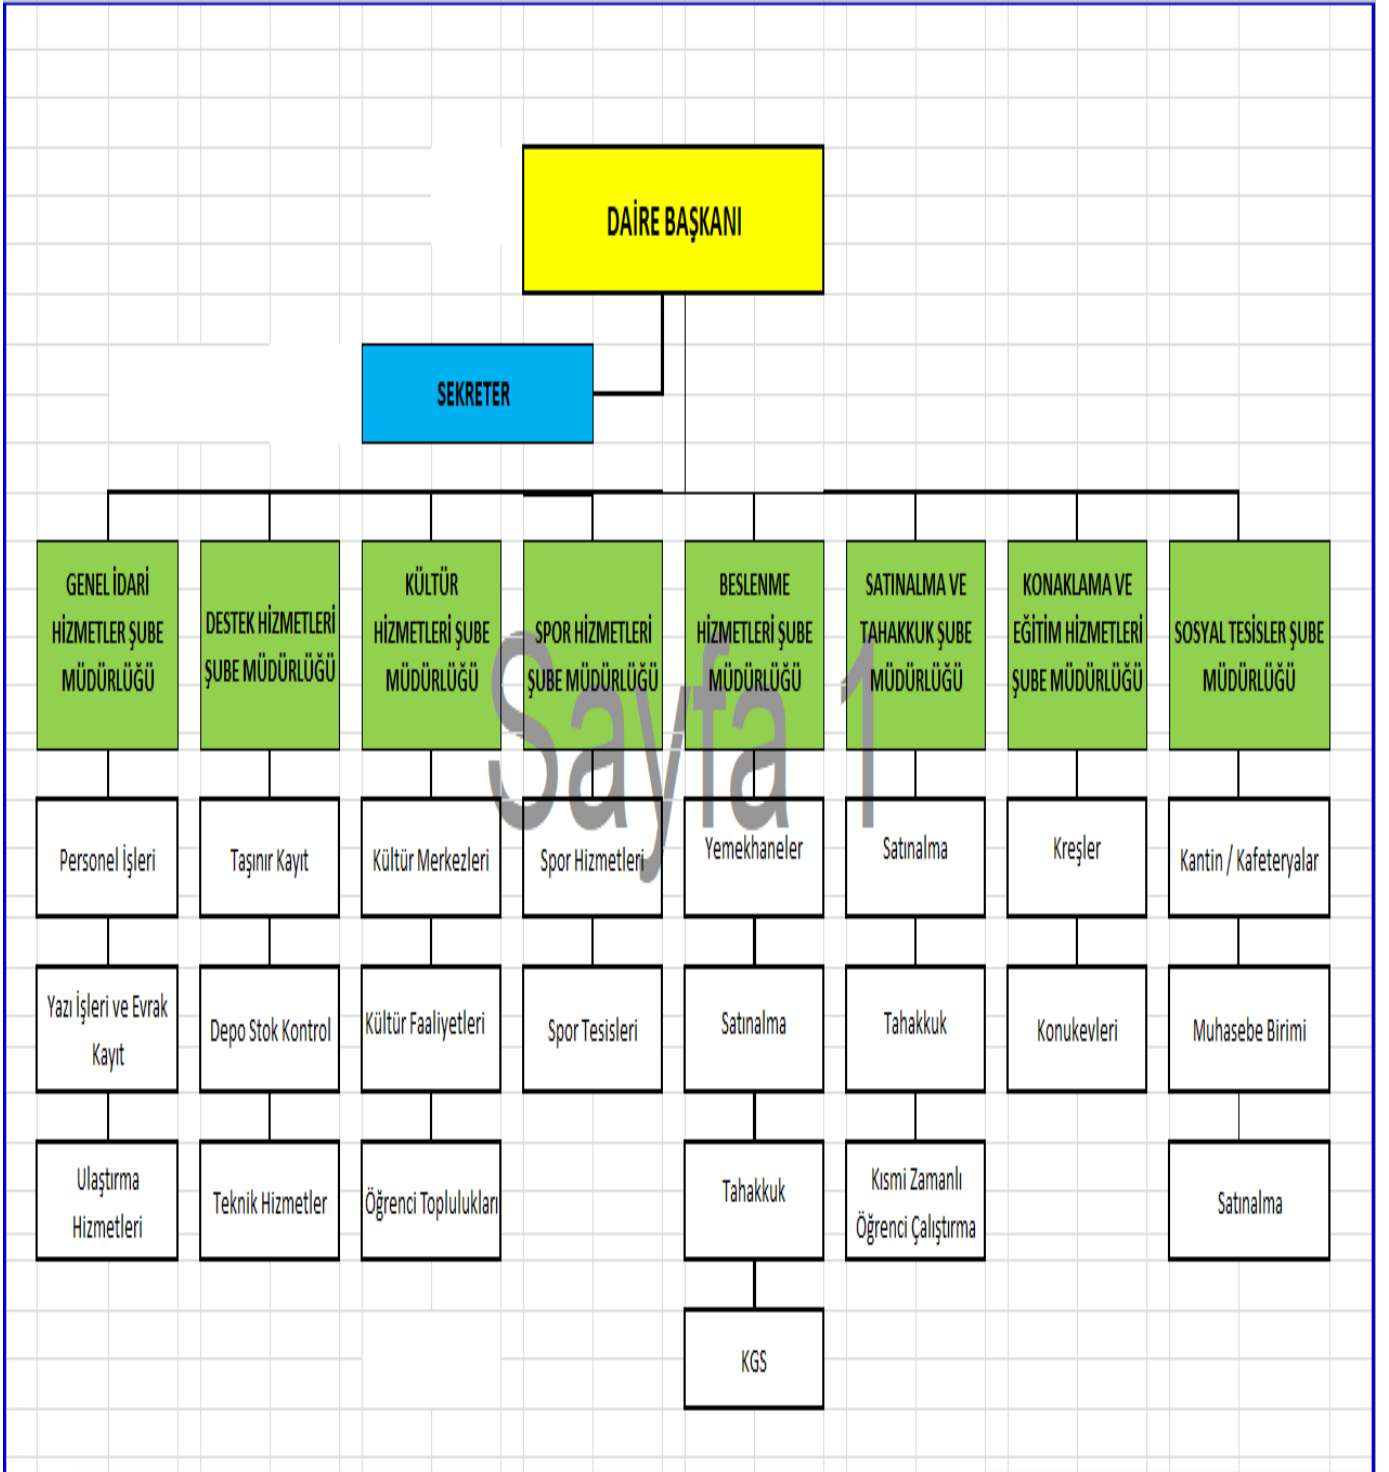 DAİRE BAŞKANI
SEKRETER
GENEL İDARİ
HİZMETLER ŞUBE
MÜDÜRLÜĞÜ
DESTEK HİZMETLERİ
ŞUBE MÜDÜRLÜĞÜ
KÜLTÜR
HİZMETLERİ ŞUBE
MÜDÜRLÜĞÜ
SPOR HİZMETLERİ
ŞUBE MÜDÜRLÜĞÜ
BESLENME
HİZMETLERİ ŞUBE
MÜDÜRLÜĞÜ
SATINALMA VE
TAHAKKUK ŞUBE
MÜDÜRLÜĞÜ
KONAKLAMA VE
EĞİTİM HİZMETLERİ
ŞUBE MÜDÜRLÜĞÜ
SOSYAL TESİSLER ŞUBE
MÜDÜRLÜĞÜ
Sayfa 1
Personel İşleri
Taşınır Kayıt
Kültür Merkezleri
Spor Hizmetleri
Yemekhaneler
Satınalma
Kreşler
Kantin / Kafeteryalar
Yazı İşleri ve Evrak
Kayıt
Depo Stok Kontrol
Kültür Faaliyetleri
Spor Tesisleri
Satınalma
Tahakkuk
Konukevleri
Muhasebe Birimi
Ulaştırma
Hizmetleri
Teknik Hizmetler
Öğrenci Toplulukları
Tahakkuk
Kısmi Zamanlı
Öğrenci Çalıştırma
Satınalma
KGS